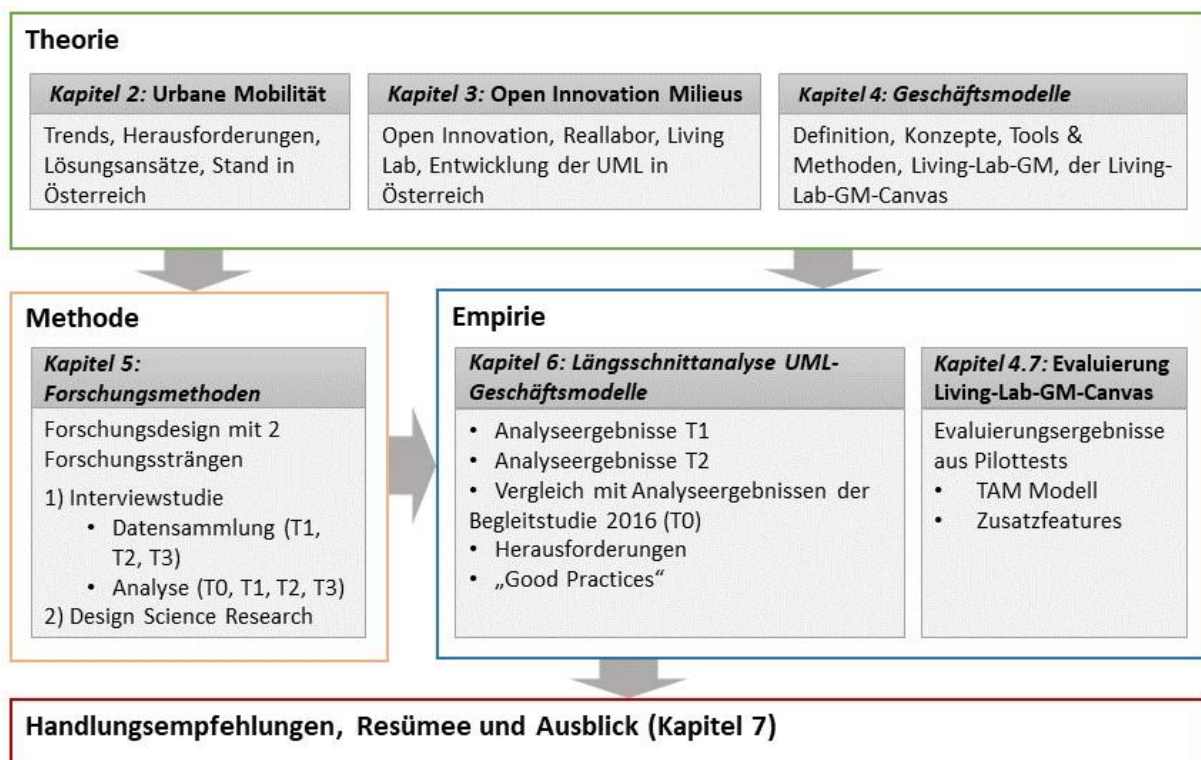 Theorie
Kapitel 2: Urbane Mobilität
Trends, Herausforderungen,
Lösungsansätze, Stand in
Österreich
Kapitel 3: Open Innovation Milieus
Open Innovation, Reallabor, Living
Lab, Entwicklung der UML in
Österreich
Kapitel 4: Geschäftsmodelle
Definition, Konzepte, Tools &
Methoden, Living-Lab-GM, der Living-
Lab-GM-Canvas
Methode
Kapitel 5:
Forschungsmethoden
Forschungsdesign mit 2
Forschungssträngen
1) Interviewstudie
• Datensammlung (T1,
T2, T3)
• Analyse (T0, T1, T2, T3)
2) Design Science Research
Empirie
Kapitel 6: Längsschnittanalyse UML-
Geschäftsmodelle
• Analyseergebnisse T1
• Analyseergebnisse T2
• Vergleich mit Analyseergebnissen der
Begleitstudie 2016 (T0)
• Herausforderungen
• „Good Practices“
Kapitel 4.7: Evaluierung
Living-Lab-GM-Canvas
Evaluierungsergebnisse
aus Pilottests
• TAM Modell
• Zusatzfeatures
Handlungsempfehlungen, Resümee und Ausblick (Kapitel 7)